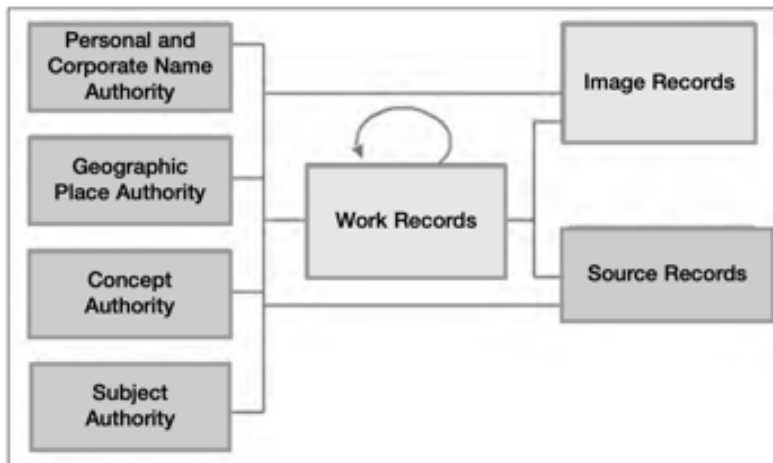 Personal and
Corporate Name
Authority
Geographic
Place Authority
Concept
Authority
Subject
Authority
Work Records
Image Records
Source Records